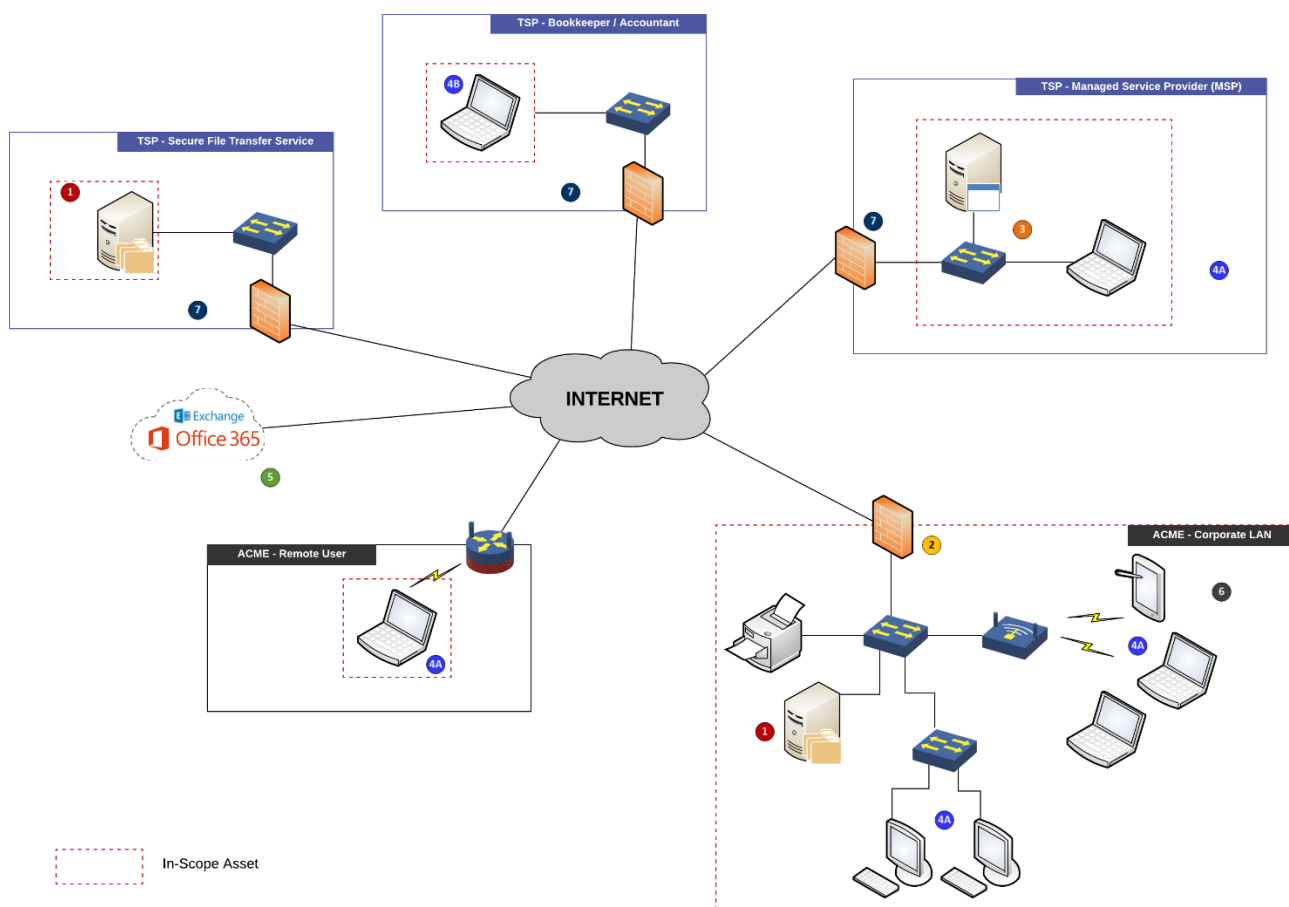 TSP - Bookkeeper / Accountant
4B
7
TSP - Managed Service Provider (MSP)
3
7
4A
TSP - Secure File Transfer Service
1
7
INTERNET
Exchange
Office 365
5
ACME - Remote User
4A
ACME - Corporate LAN
2
6
4A
1
4A
In-Scope Asset